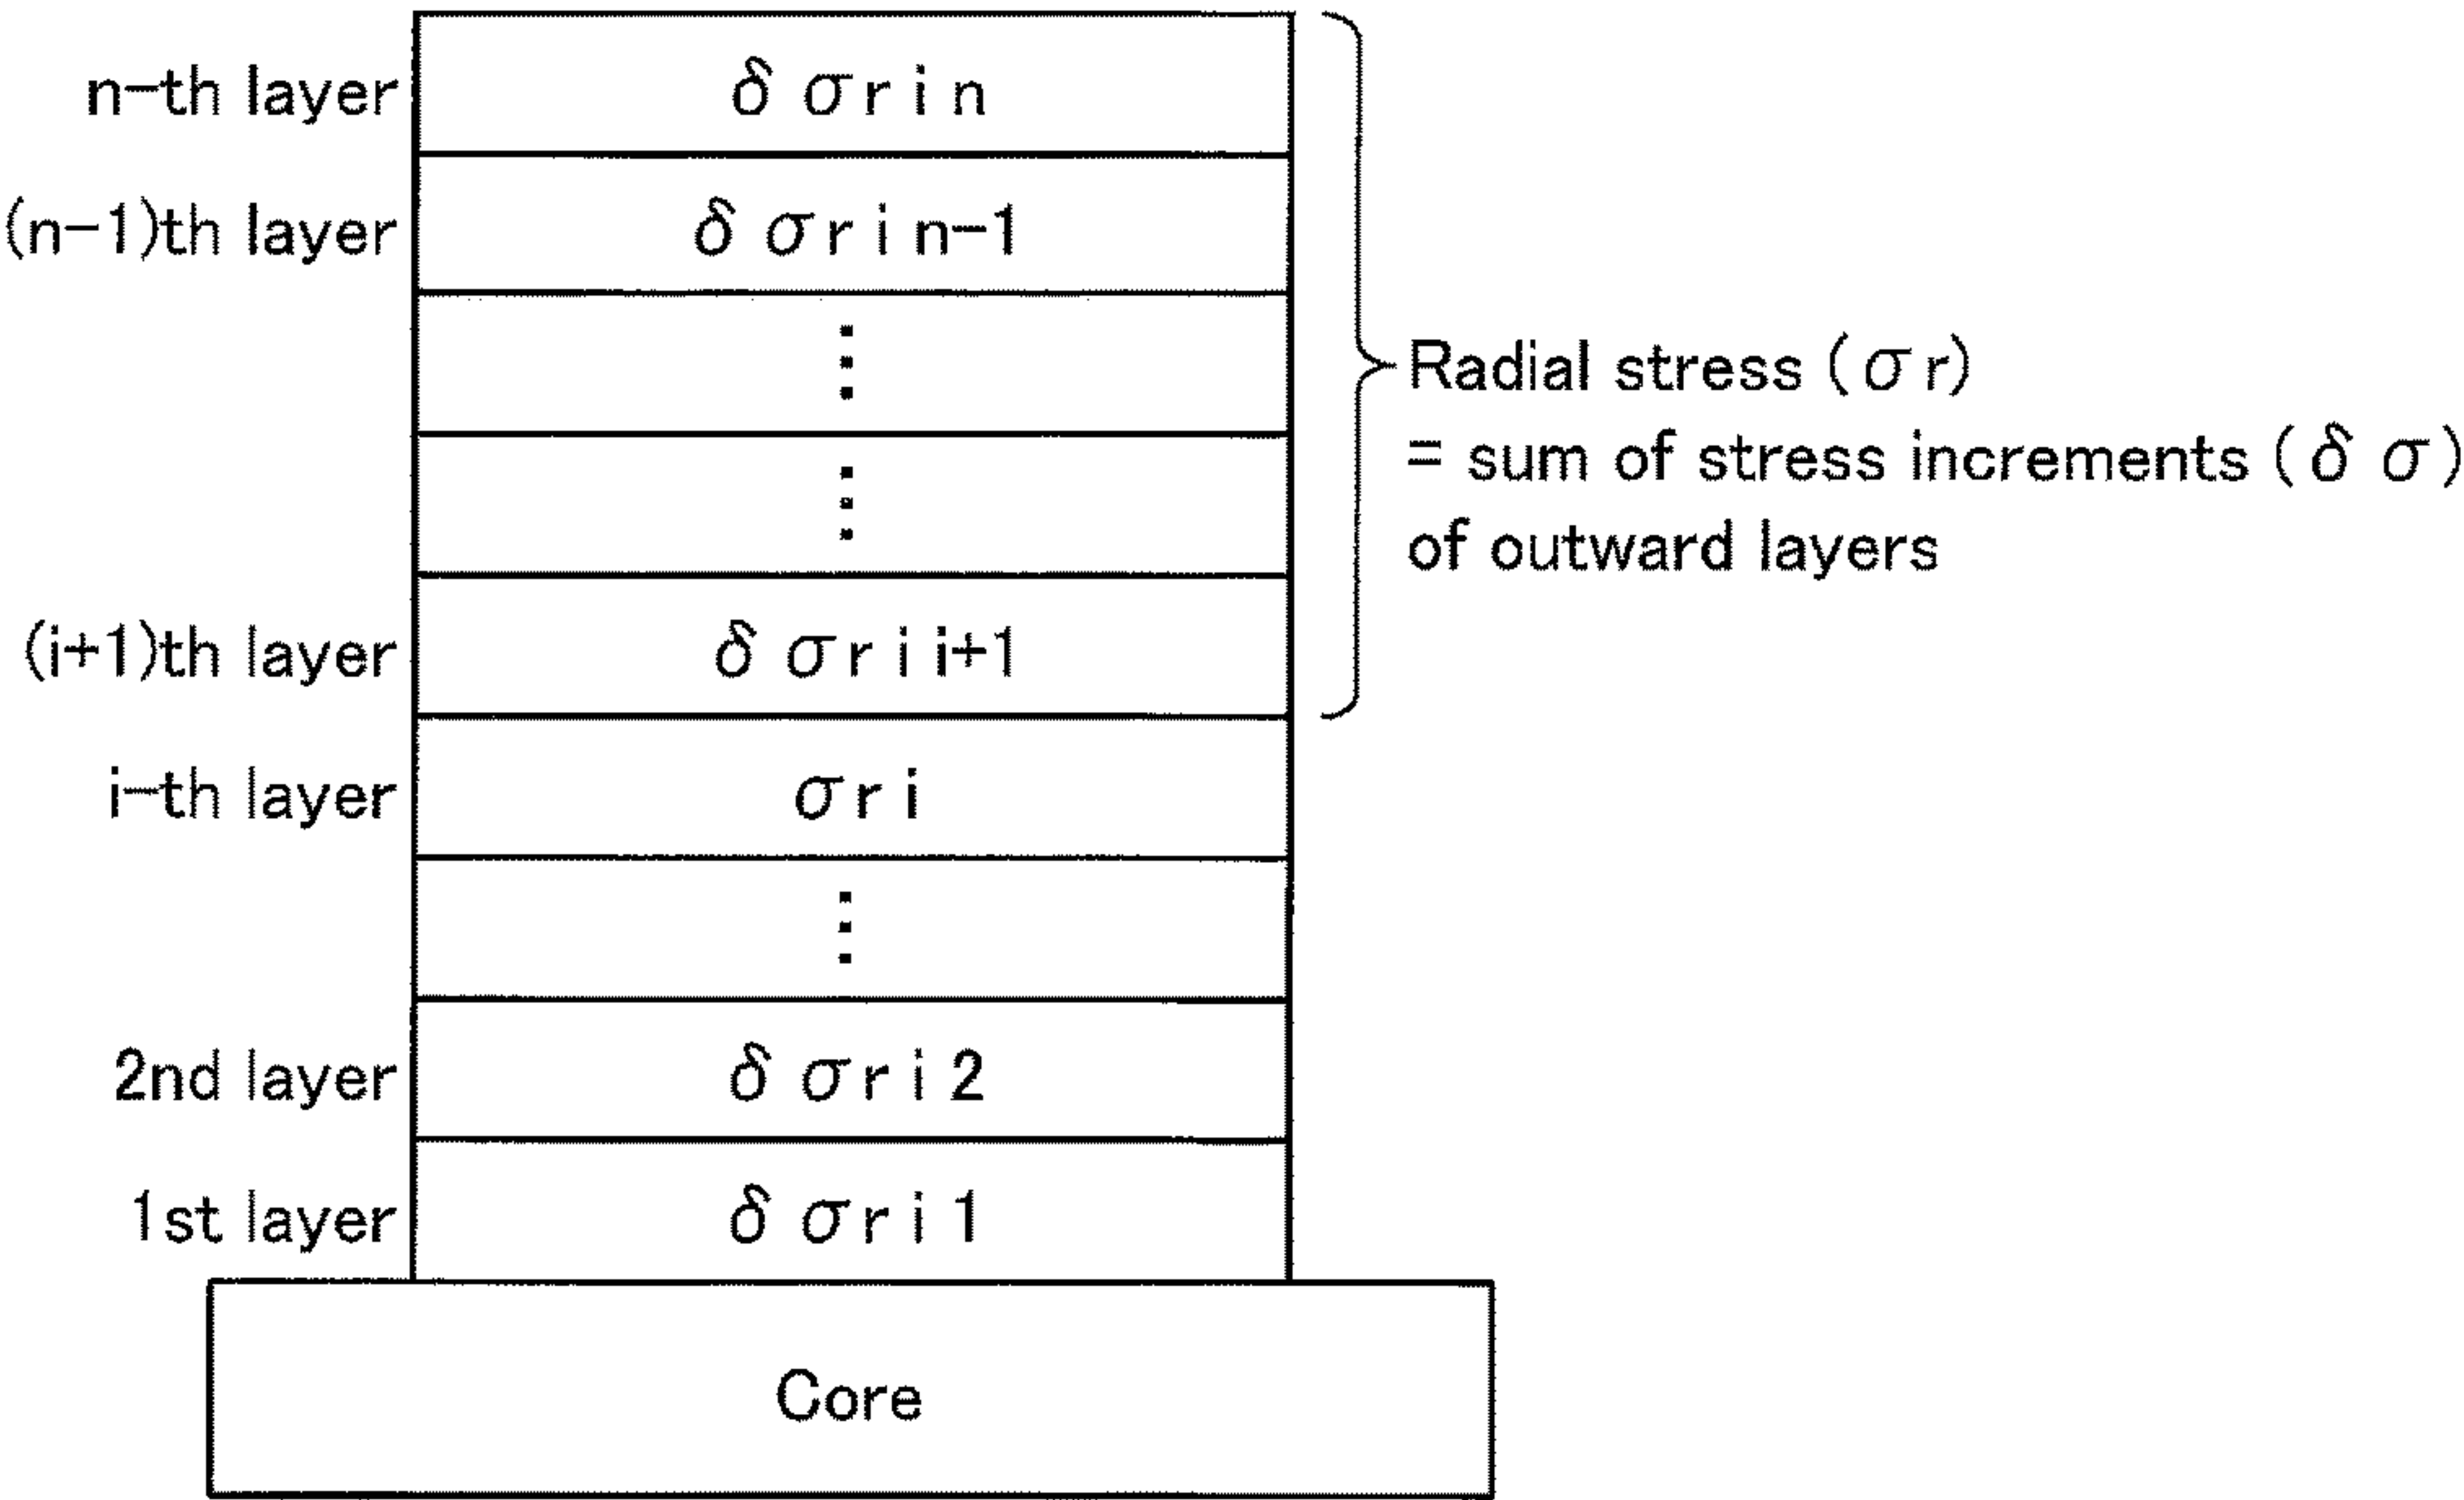 n-th layer
δ σ r i n
(n-1)th layer
δ σ r i n-1
Radial stress (σ r)
= sum of stress increments (δ σ)
of outward layers
(i+1)th layer
δ σ r i i+1
i-th layer
σ r i
2nd layer
δ σ r i 2
1st layer
δ σ r i 1
Core